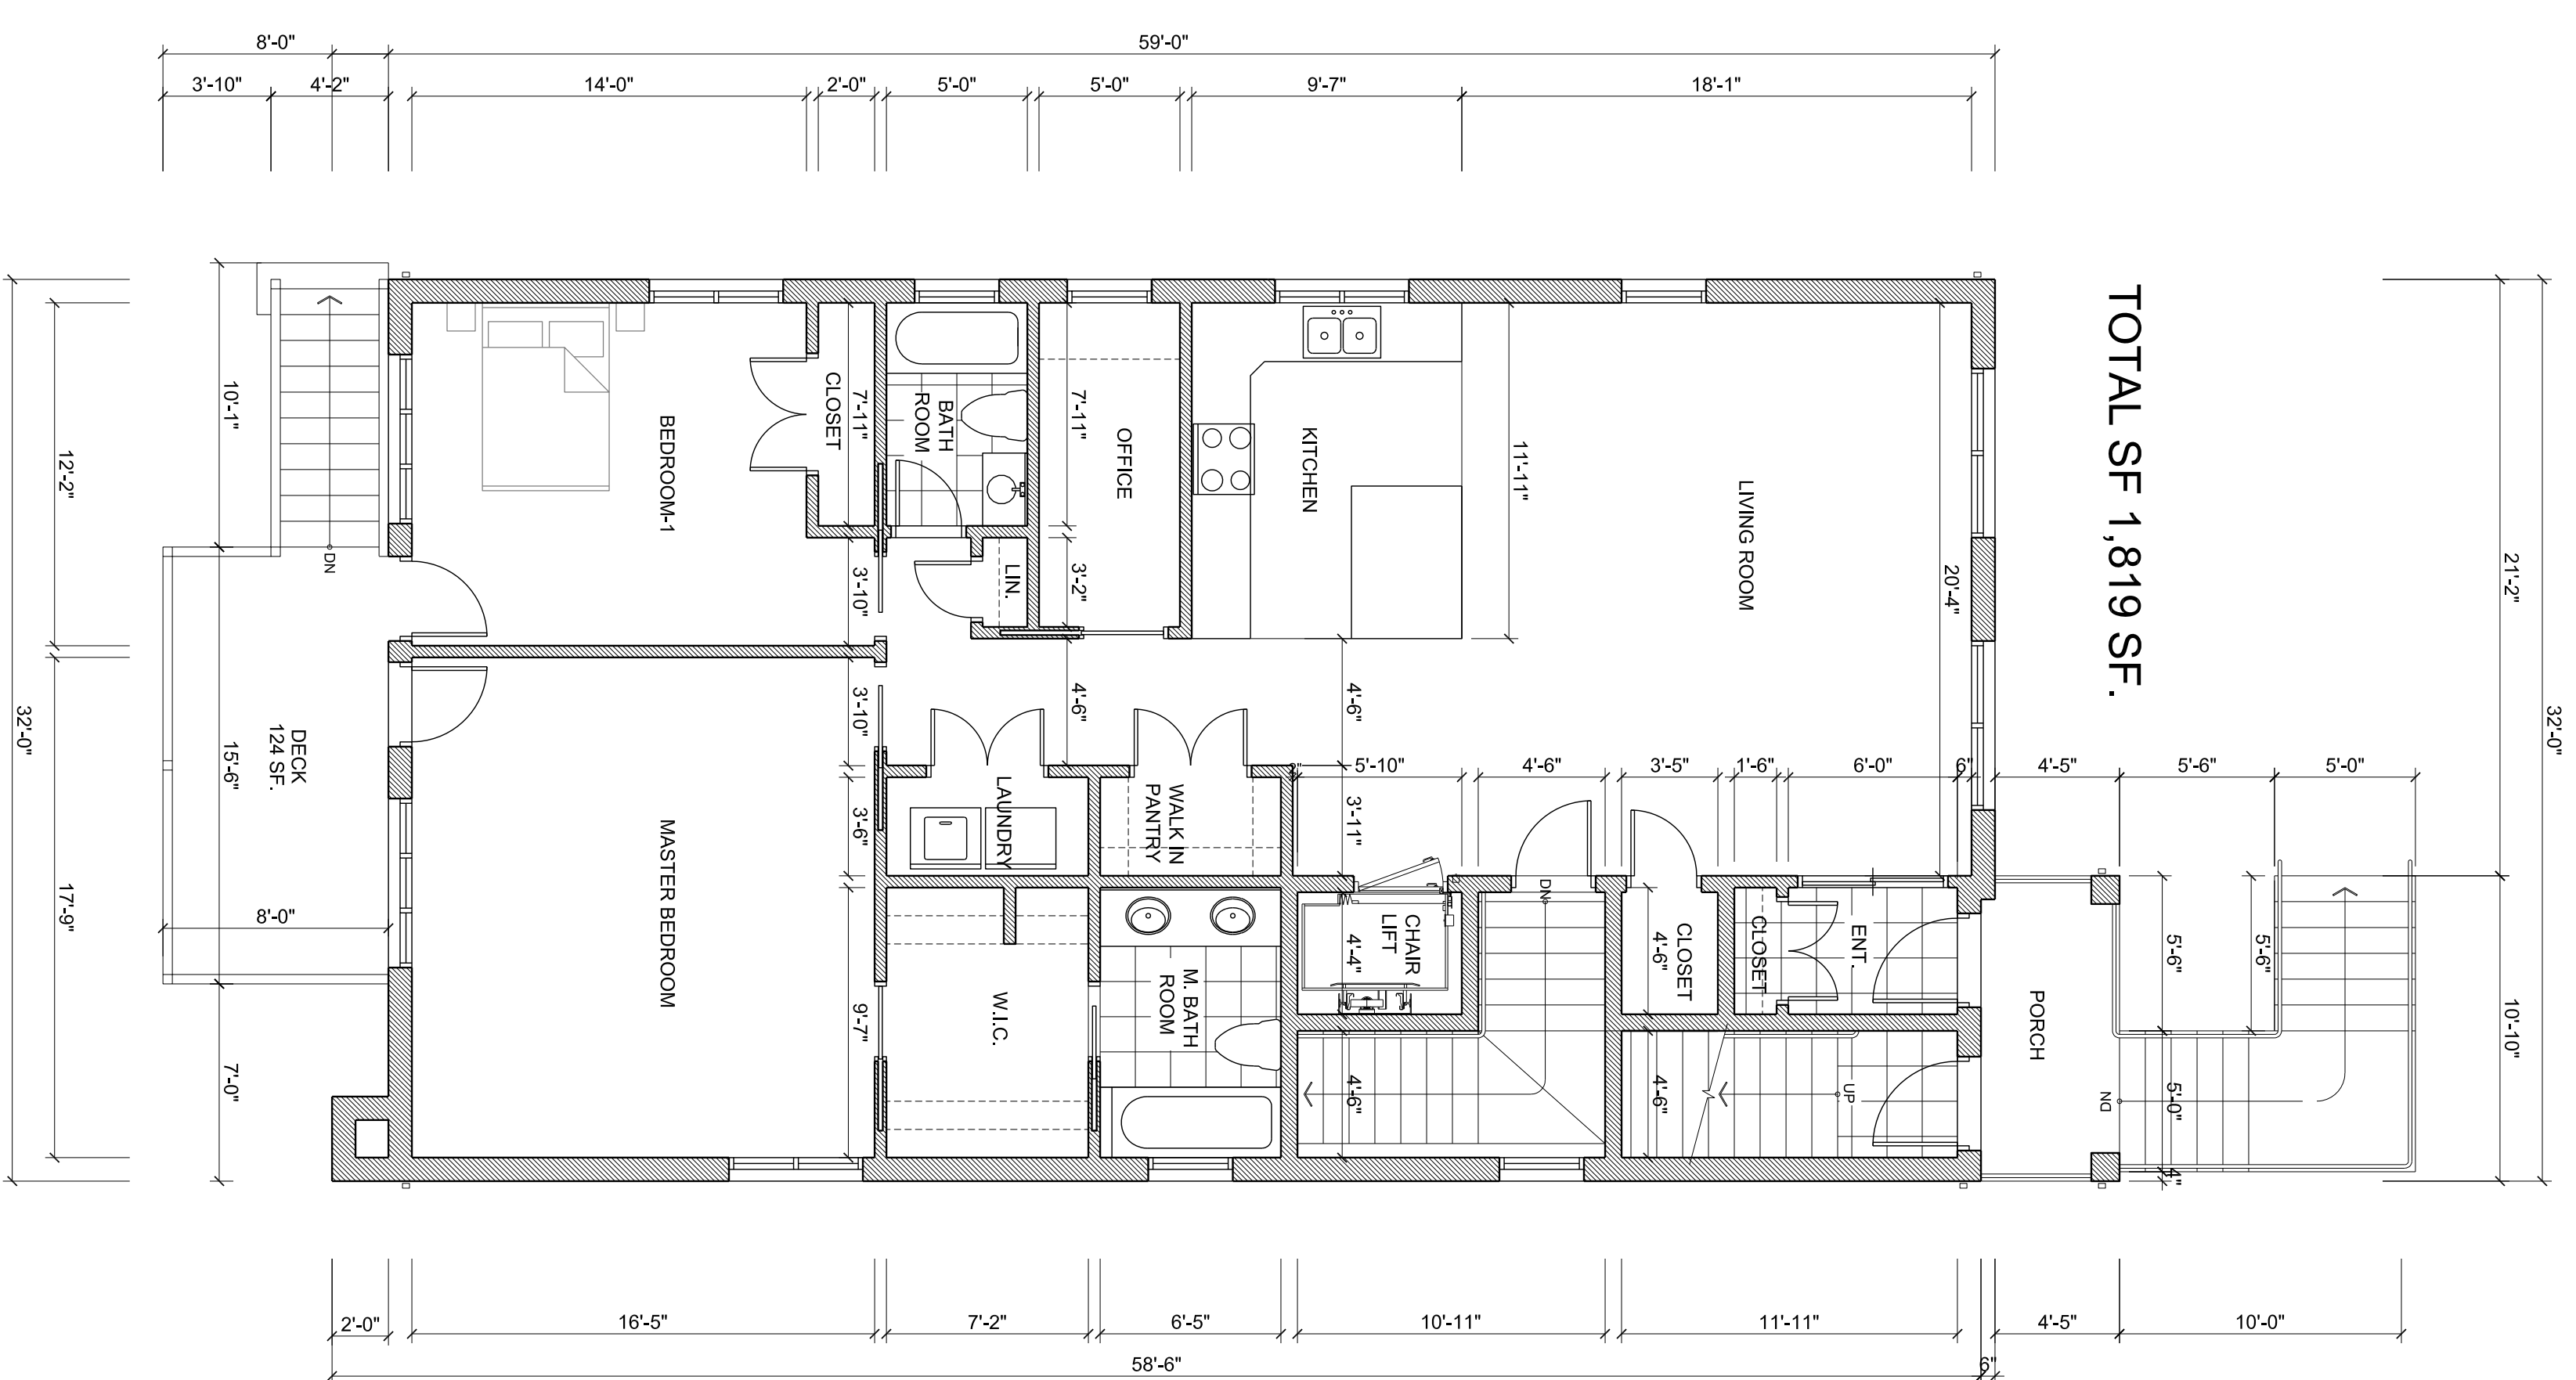 8'-0"
59'-0"
3'-10"
4'-2"
14'-0"
2'-0"
5'-0"
5'-0"
9'-7"
18'-1"
TOTAL SF 1,819 SF.
32'-0"
12'-2"
17'-9"
10'-1"
15'-6"
7'-0"
DN
DECK
124 SF.
8'-0"
BEDROOM-1
CLOSET
7'-11"
BATH
ROOM
7'-11"
OFFICE
KITCHEN
11'-11"
LIVING ROOM
20'-4"
3'-10"
LIN.
3'-2"
3'-10"
4'-6"
4'-6"
MASTER BEDROOM
3'-6"
LAUNDRY
WALK IN
PANTRY
3'-11"
5'-10"
4'-6"
3'-5"
1'-6"
6'-0"
6"
4'-5"
5'-6"
5'-0"
9'-7"
W.I.C.
M. BATH
ROOM
CHAIR
LIFT
4'-4"
DN
CLOSET
4'-6"
CLOSET
ENT.
4'-6"
4'-6"
UP
PORCH
DN
5'-6"
5'-6"
5'-0"
4"
21'-2"
10'-10"
32'-0"
2'-0"
16'-5"
7'-2"
6'-5"
10'-11"
11'-11"
4'-5"
10'-0"
58'-6"
6"